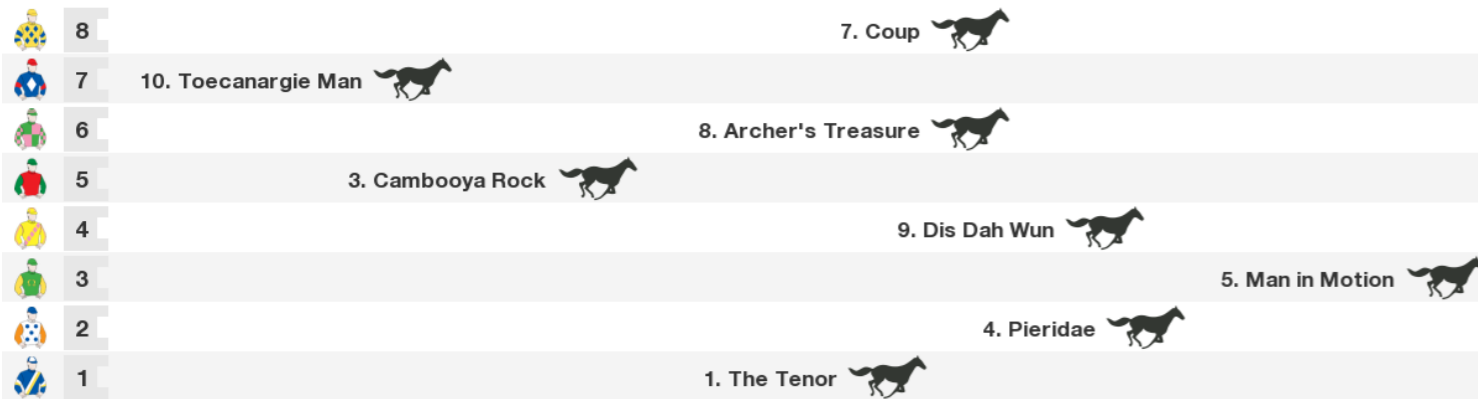 8 7. Coup
7 10. Toecanargie Man
6 8. Archer's Treasure
5 3. Cambooya Rock
4 9. Dis Dah Wun
3 5. Man in Motion
2 4. Pieridae
1 1. The Tenor